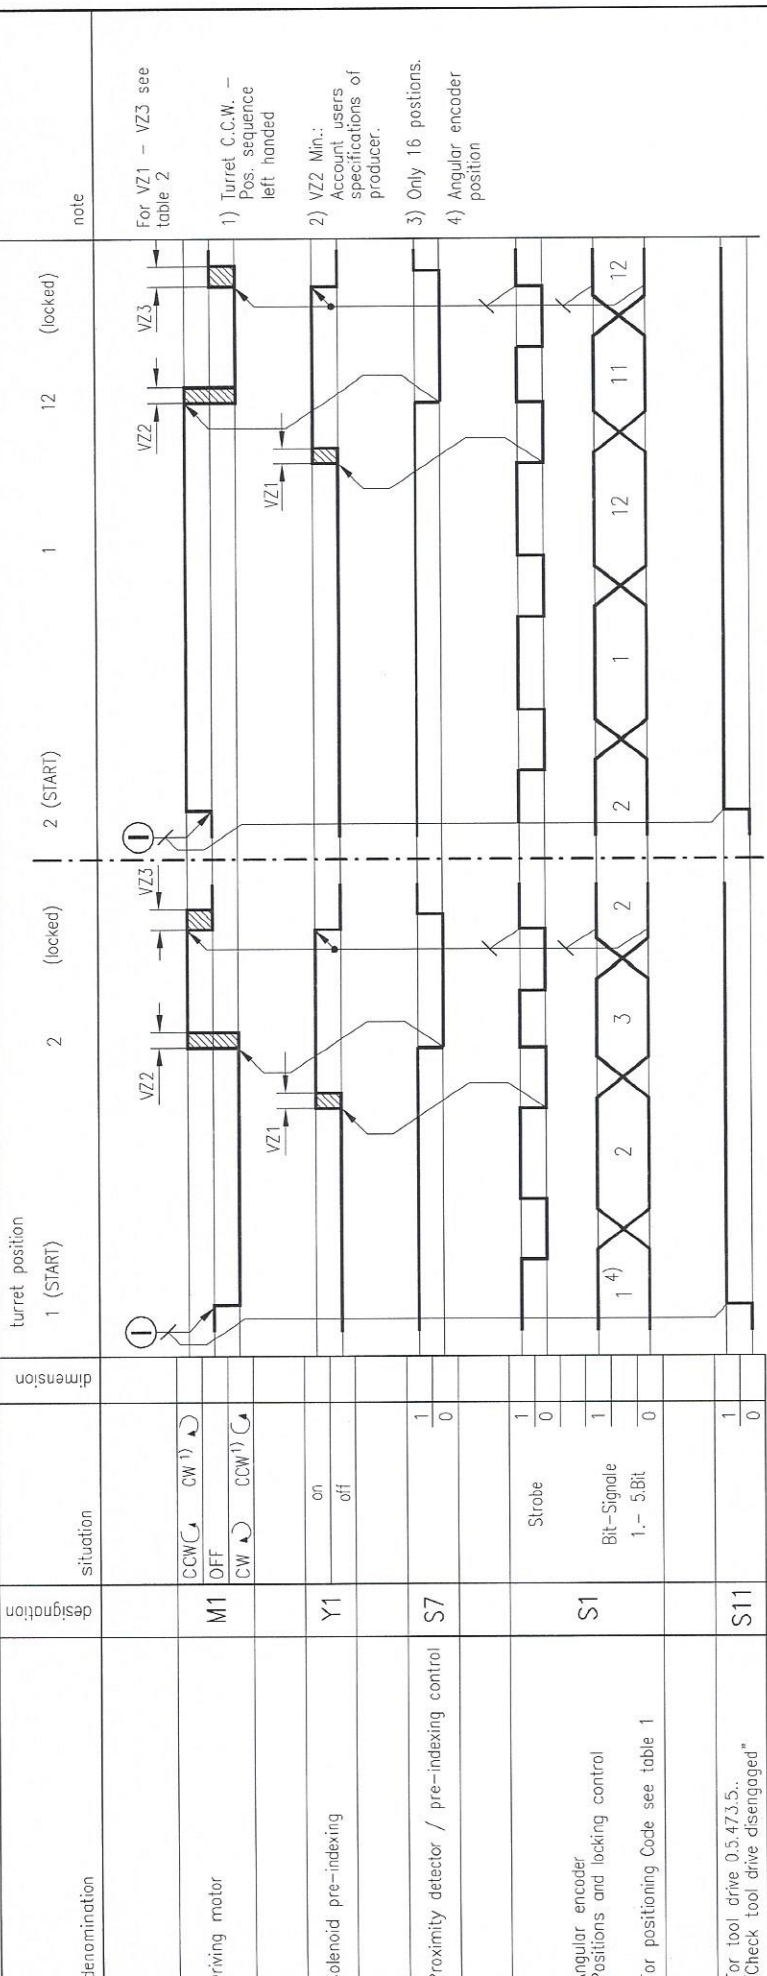 denomination
designation
situation
dimension
turret position
1 (START)
2
(locked)
2 (START)
1
12
(locked)
note
riving motor
M1
CCW CW 1)
OFF
CW CCW 1)
VZ2
VZ3
VZ2
VZ3
For VZ1 – VZ3 see
table 2
1) Turret C.C.W. –
Pos. sequence
left handed
2) VZ2 Min.:
Account users
specifications of
producer.
3) Only 16 postions.
4) Angular encoder
position
olenoid pre–indexing
Y1
on
off
VZ1
VZ1
Proximity detector / pre–indexing control
S7
1
0
Angular encoder
Positions and locking control
or positioning Code see table 1
S1
Strobe
1
0
Bit–Signale
1.– 5.Bit
1
0
1 4)
2
3
2
2
1
12
11
12
or tool drive 0.5.473.5..
Check tool drive disengaged"
S11
1
0
I
I